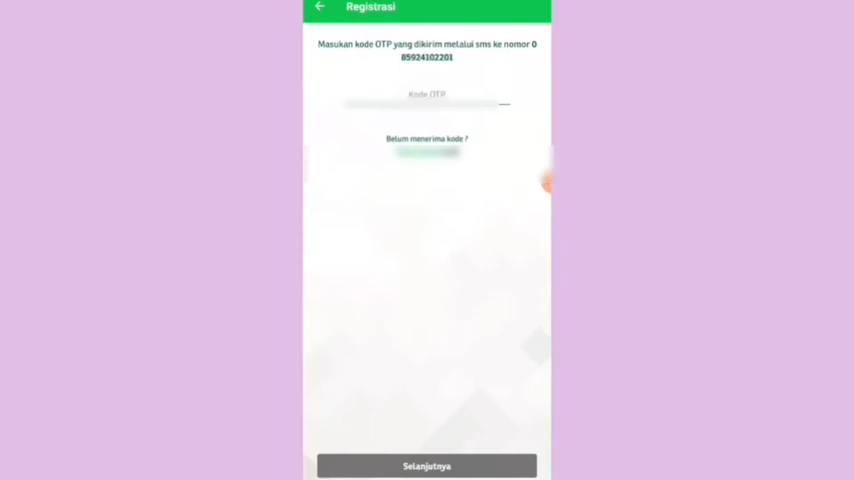 Registrasi
Masukan kode OTP yang dikirim melalui sms ke nomor 0
85924102201
Kode OTP
Belum menerima kode ?
Selanjutnya